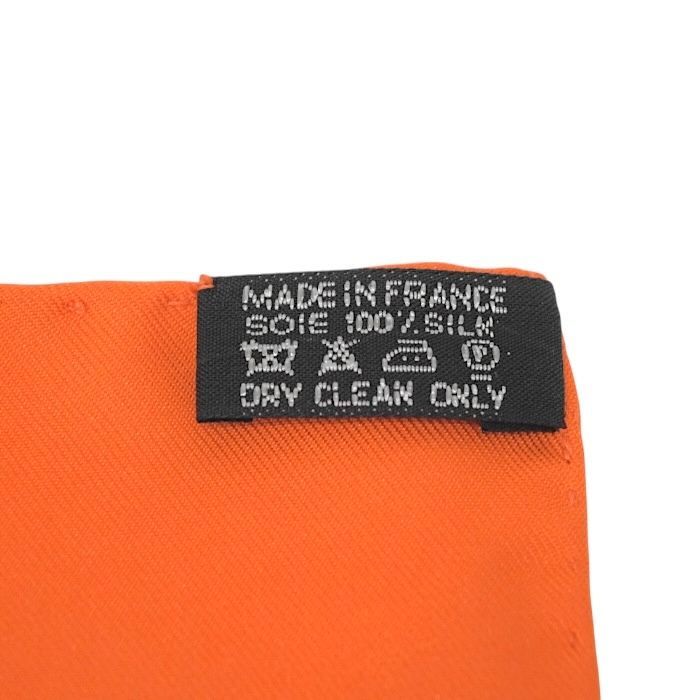 MADE IN FRANCE
SOIE 100% SILK
P
DRY CLEAN ONLY